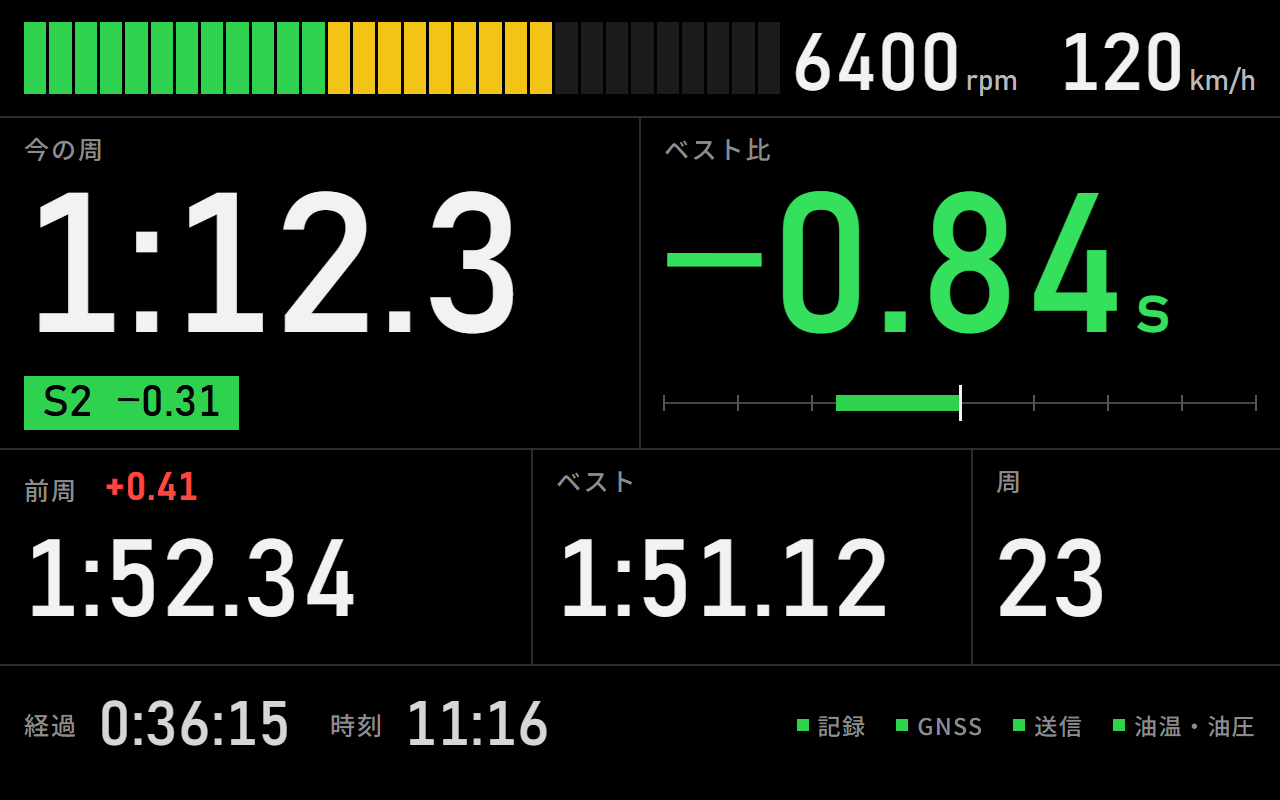 6400 rpm 120 km/h
今の周
1:12.3
S2 −0.31
ベスト比
−0.84 s
前周 +0.41
1:52.34
ベスト
1:51.12
周
23
経過 0:36:15 時刻 11:16 記録 GNSS 送信 油温・油圧